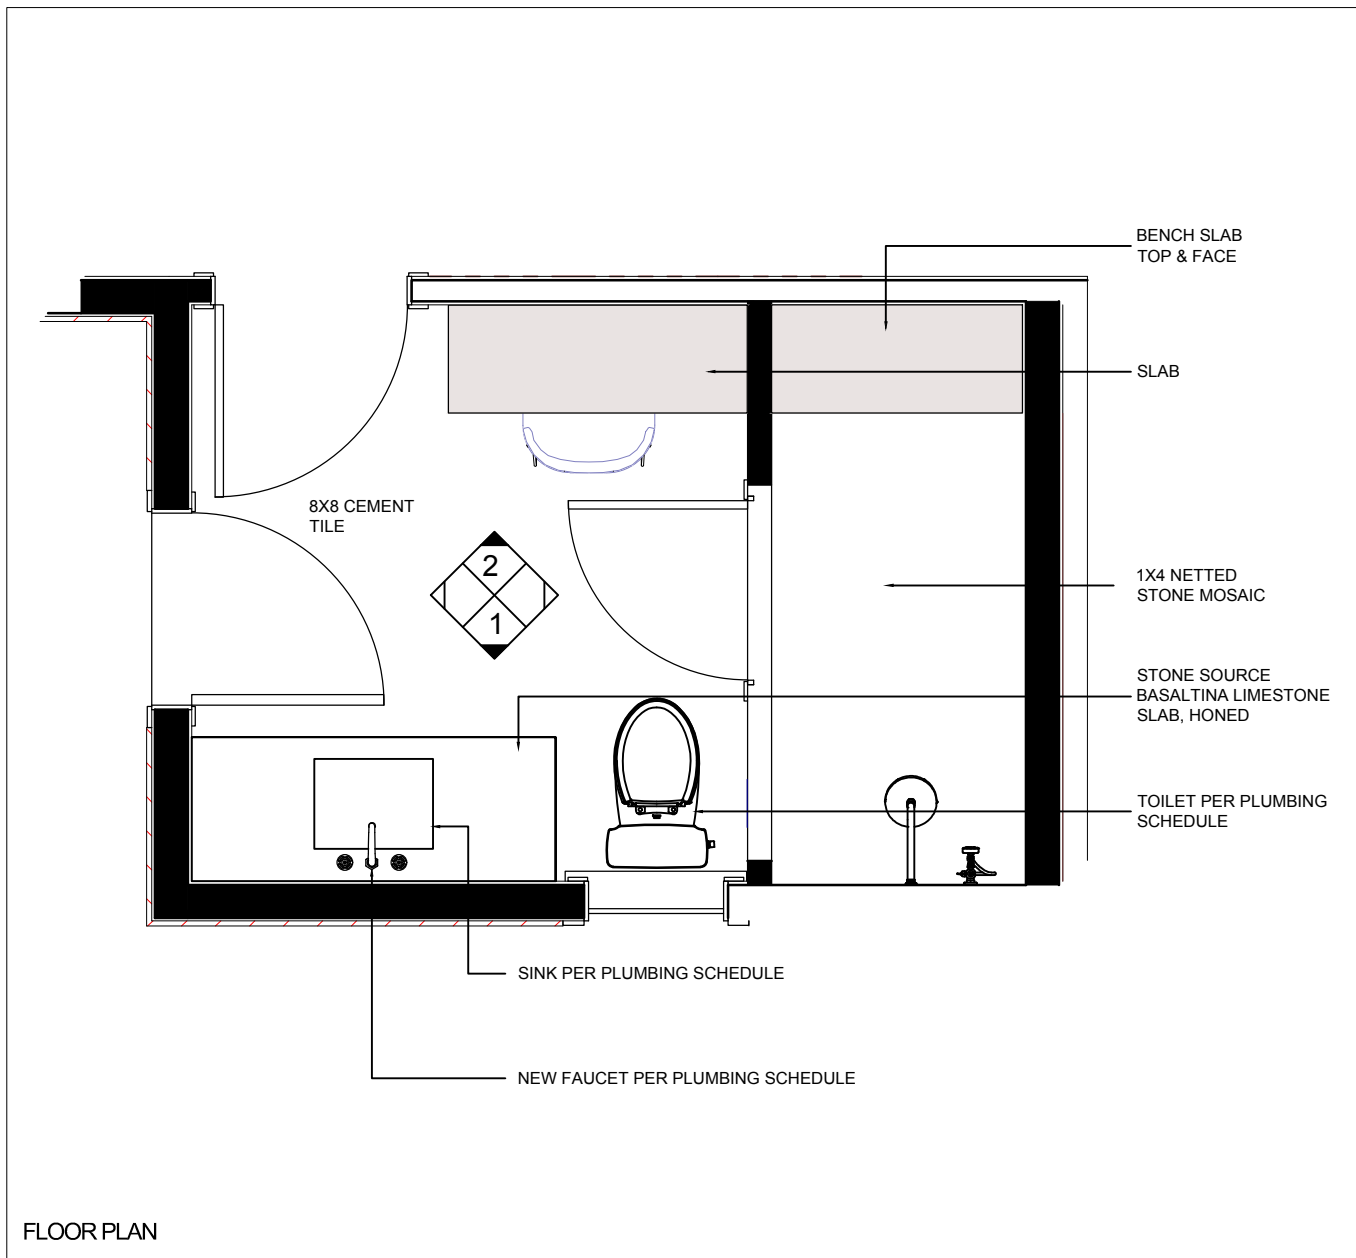 BENCH SLAB
TOP & FACE
SLAB
8X8 CEMENT
TILE
2
1
1X4 NETTED
STONE MOSAIC
STONE SOURCE
BASALTINA LIMESTONE
SLAB, HONED
TOILET PER PLUMBING
SCHEDULE
SINK PER PLUMBING SCHEDULE
NEW FAUCET PER PLUMBING SCHEDULE
FLOOR PLAN